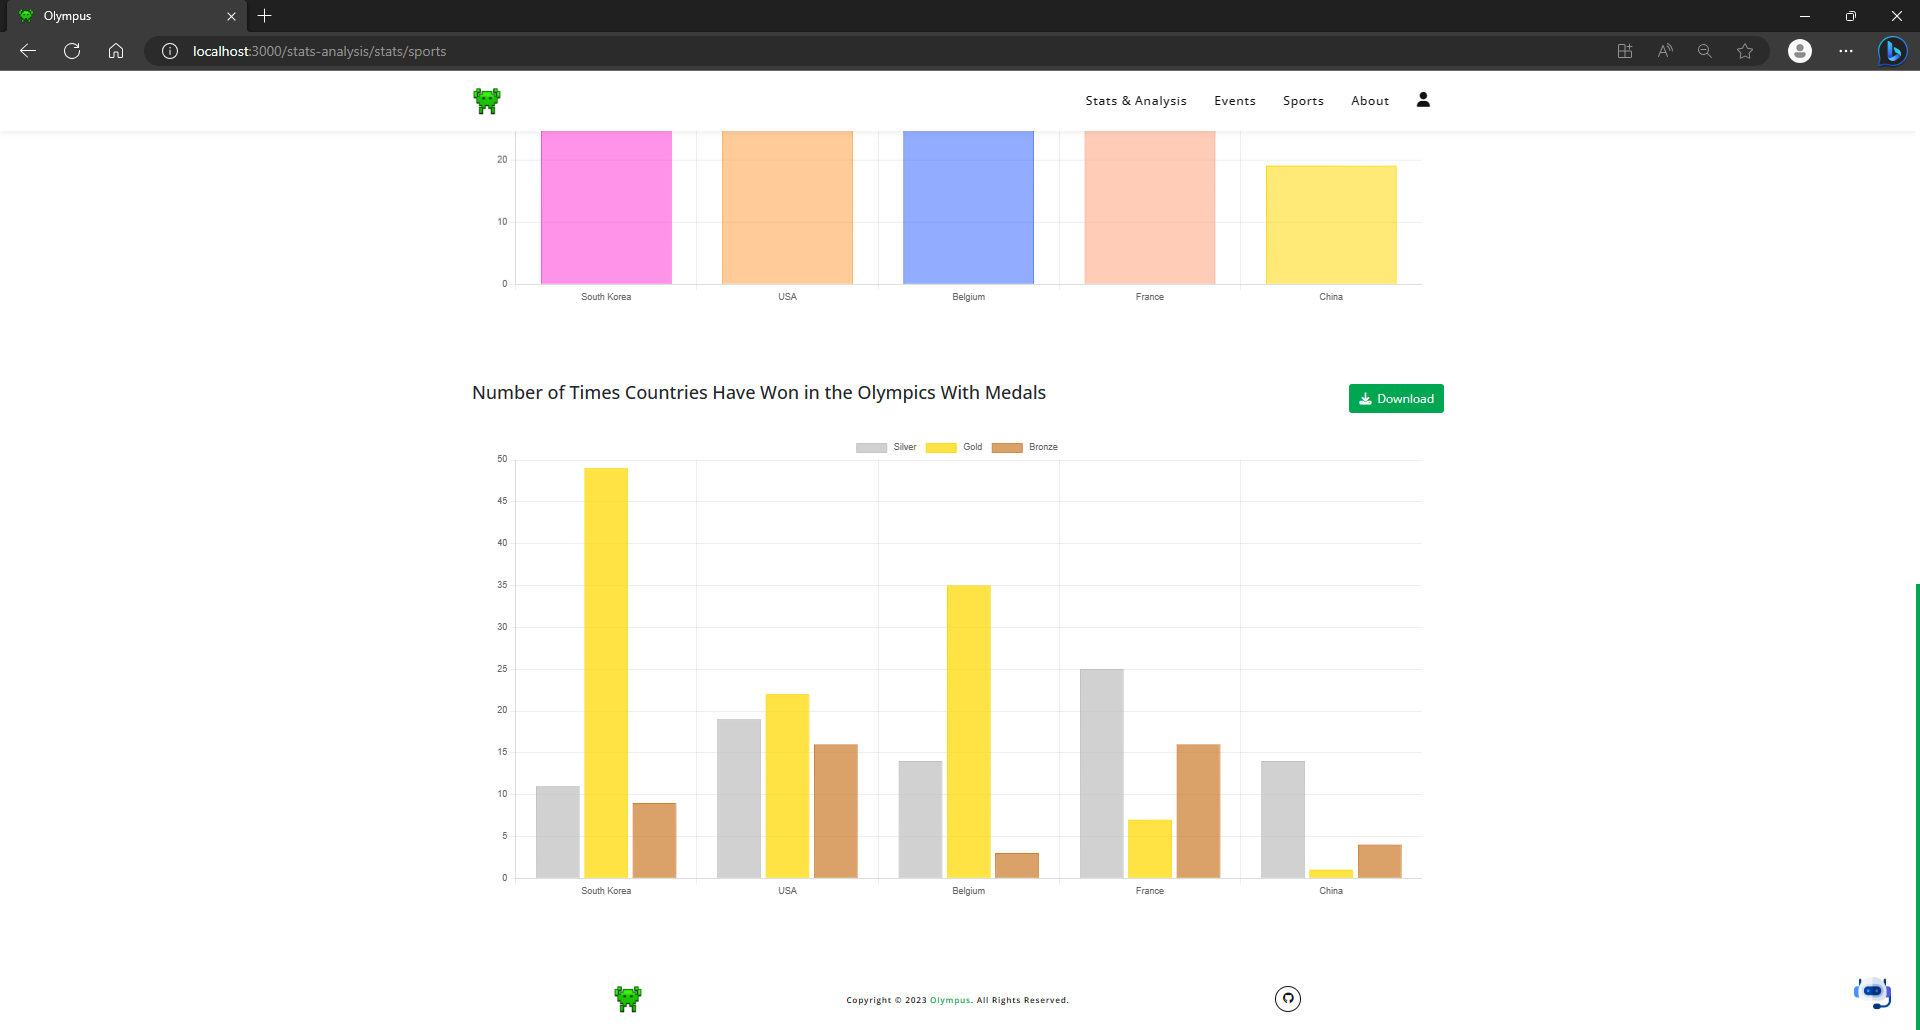 Olympus
localhost:3000/stats-analysis/stats/sports
Stats & Analysis Events Sports About
20
10
0
South Korea USA Belgium France China
Number of Times Countries Have Won in the Olympics With Medals
Download
Silver Gold Bronze
50
45
40
35
30
25
20
15
10
5
0
South Korea USA Belgium France China
Copyright © 2023 Olympus. All Rights Reserved.